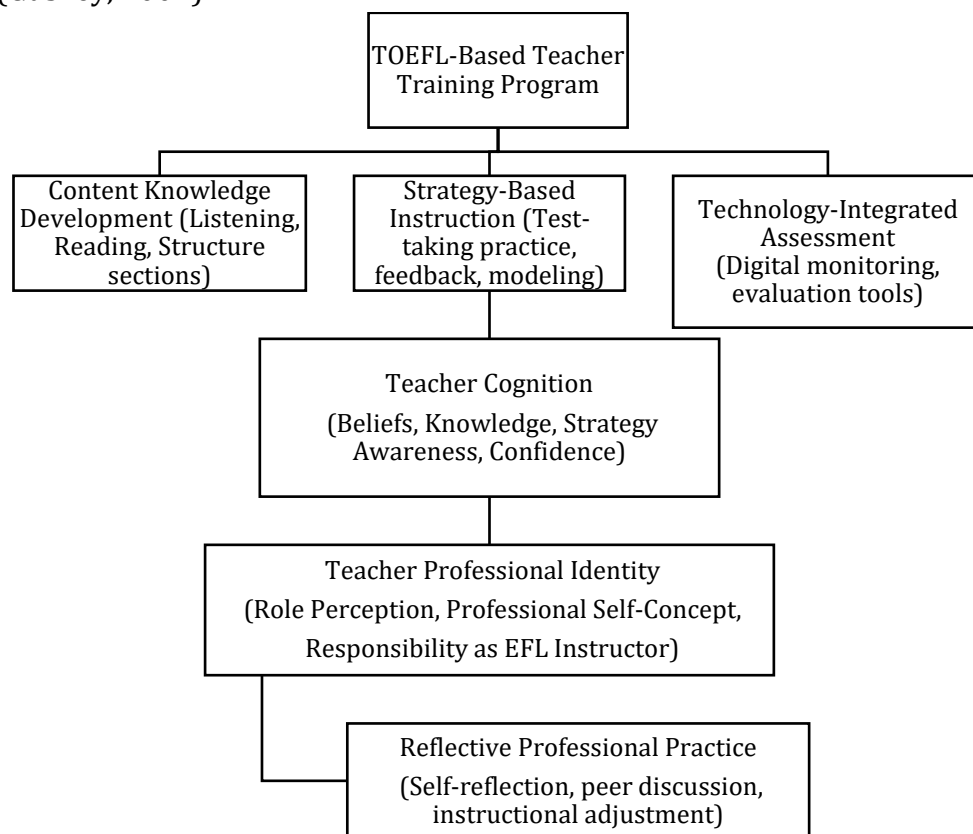 TOEFL-Based Teacher
Training Program
Content Knowledge
Development (Listening,
Reading, Structure
sections)
Strategy-Based
Instruction (Test-
taking practice,
feedback, modeling)
Technology-Integrated
Assessment
(Digital monitoring,
evaluation tools)
Teacher Cognition
(Beliefs, Knowledge, Strategy
Awareness, Confidence)
Teacher Professional Identity
(Role Perception, Professional Self-Concept,
Responsibility as EFL Instructor)
Reflective Professional Practice
(Self-reflection, peer discussion,
instructional adjustment)